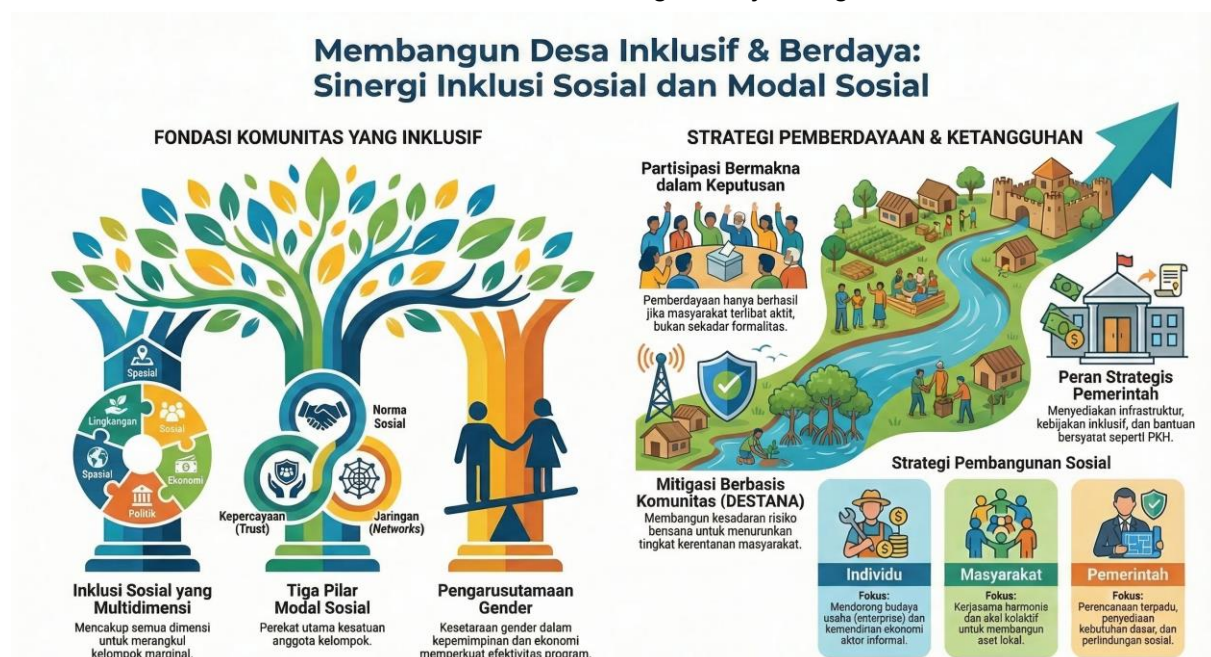 Membangun Desa Inklusif & Berdaya:
Sinergi Inklusi Sosial dan Modal Sosial
FONDASI KOMUNITAS YANG INKLUSIF
Spesial
Lingkangan
Sosial
Spasial
Ekonomi
Politik
Norma
Sosial
Kepercayaan
(Trust)
Jaringan
(Networks)
Inklusi Sosial yang
Multidimensi
Mencakup semua dimensi
untuk merangkul
kelompok marginal.
Tiga Pilar
Modal Sosial
Perekat utama kesatuan
anggota kelompok.
Pengarusutamaan
Gender
Kesetaraan gender dalam
kepemimpinan dan ekonomi
memperkuat efektivitas program.
STRATEGI PEMBERDAYAAN & KETANGGUHAN
Partisipasi Bermakna
dalam Keputusan
Pemberdayaan hanya berhasil
jika masyarakat terlibat aktit,
bukan sekadar formalitas.
Mitigasi Berbasis
Komunitas (DESTANA)
Membangun kesadaran risiko
bensana untuk menurunkan
tingkat kerentanan masyarakat.
Peran Strategis
Pemerintah
Menyediakan infrastruktur,
kebijakan inklusif, dan bantuan
bersyarat seperti PKH.
Strategi Pembangunan Sosial
Individu
Fokus:
Mendorong budaya
usaha (enterprise) dan
kemendirian ekonomi
aktor informal.
Masyarakat
Fokus:
Kerjasama harmonis
dan akal kolaktif
untuk membangun
aset lokal.
Pemerintah
Fokus:
Perencanaan terpadu,
penyediaan
kebutuhan dasar, dan
perlindungan sosial.